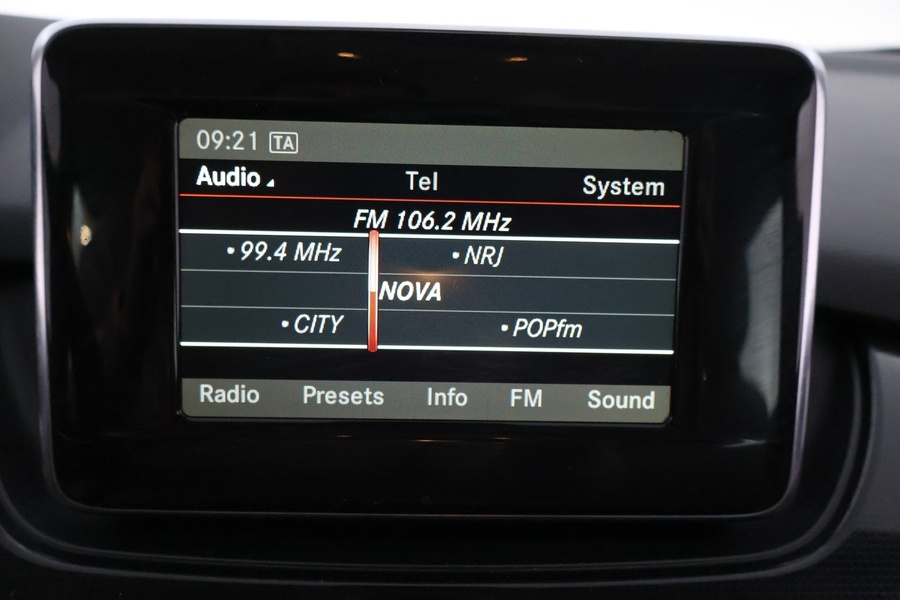 09:21 TA
Audio Tel System
FM 106.2 MHz
• 99.4 MHz • NRJ
NOVA
• CITY • POPfm
Radio Presets Info FM Sound